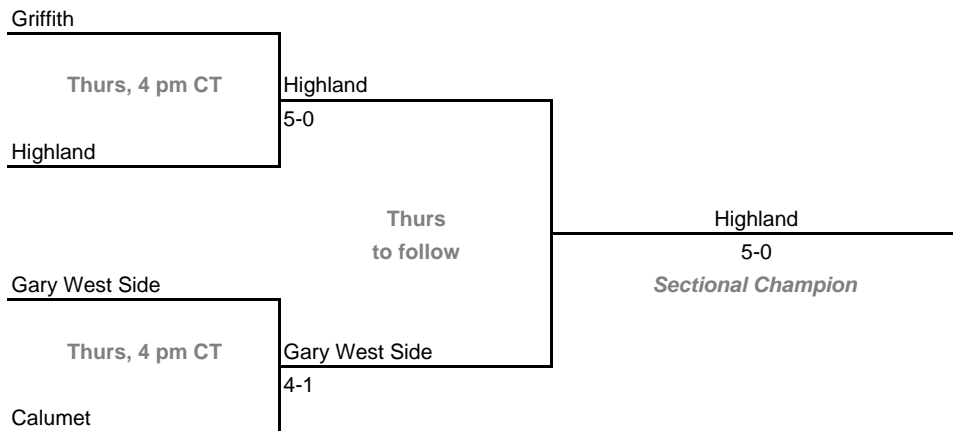 Griffith
Thurs, 4 pm CT
Highland
5-0
Highland
Thurs
to follow
Highland
5-0
Sectional Champion
Gary West Side
Thurs, 4 pm CT
Gary West Side
4-1
Calumet